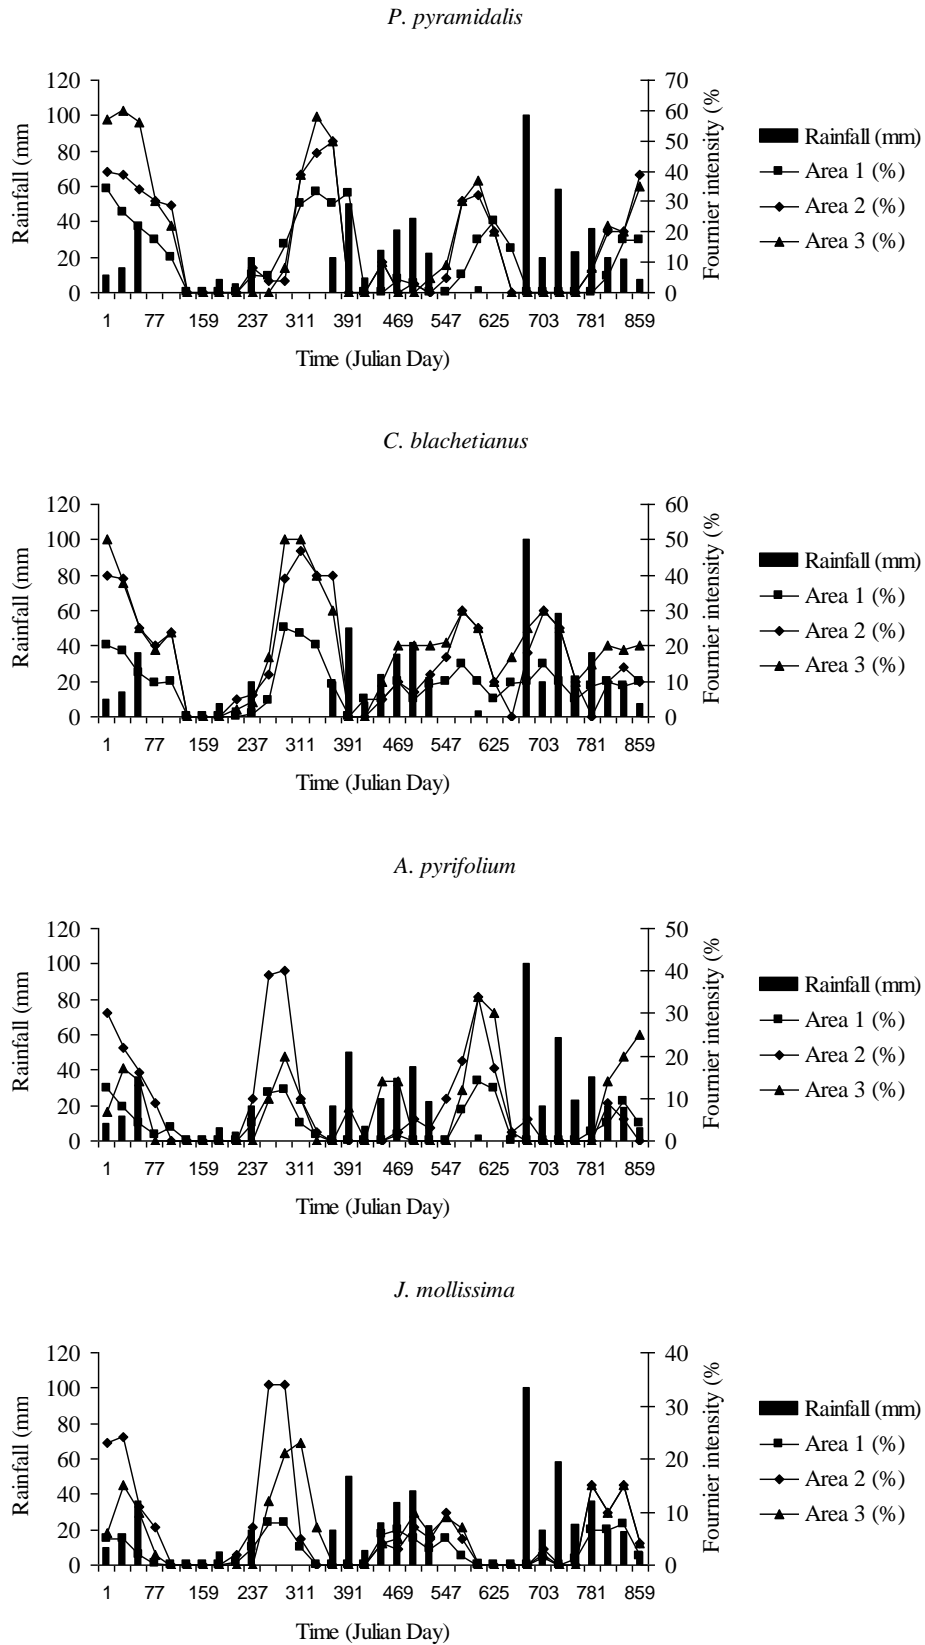 P. pyramidalis
120
100
80
60
40
20
0
Rainfall (mm
70
60
50
40
30
20
10
0
Fournier intensity (%
1 77 159 237 311 391 469 547 625 703 781 859
Time (Julian Day)
Rainfall (mm)
Area 1 (%)
Area 2 (%)
Area 3 (%)
C. blachetianus
120
100
80
60
40
20
0
Rainfall (mm
60
50
40
30
20
10
0
Fournier intensity (%
1 77 159 237 311 391 469 547 625 703 781 859
Time (Julian Day)
Rainfall (mm)
Area 1 (%)
Area 2 (%)
Area 3 (%)
A. pyrifolium
120
100
80
60
40
20
0
Rainfall (mm
50
40
30
20
10
0
Fournier intensity (%
1 77 159 237 311 391 469 547 625 703 781 859
Time (Julian Day)
Rainfall (mm)
Area 1 (%)
Area 2 (%)
Area 3 (%)
J. mollissima
120
100
80
60
40
20
0
Rainfall (mm
40
30
20
10
0
Fournier intensity (%
1 77 159 237 311 391 469 547 625 703 781 859
Time (Julian Day)
Rainfall (mm)
Area 1 (%)
Area 2 (%)
Area 3 (%)